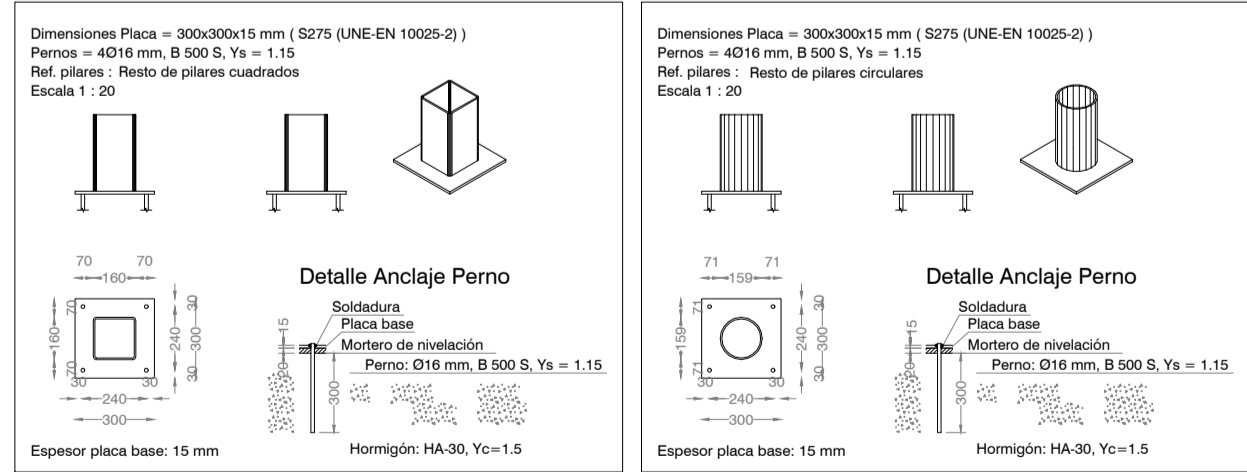 Dimensiones Placa = 300x300x15 mm ( S275 (UNE-EN 10025-2) )
Pernos = 4Ø16 mm, B 500 S, Ys = 1.15
Ref. pilares : Resto de pilares cuadrados
Escala 1 : 20
70 70
160
70
160
70
30 30
240
300
30
240
300
30
30
Detalle Anclaje Perno
Soldadura
Placa base
Mortero de nivelación
Perno: Ø16 mm, B 500 S, Ys = 1.15
15
20
300
Espesor placa base: 15 mm
Hormigón: HA-30, Yc=1.5
Dimensiones Placa = 300x300x15 mm ( S275 (UNE-EN 10025-2) )
Pernos = 4Ø16 mm, B 500 S, Ys = 1.15
Ref. pilares : Resto de pilares circulares
Escala 1 : 20
71 71
159
71
159
71
30 30
240
300
30
240
300
30
30
Detalle Anclaje Perno
Soldadura
Placa base
Mortero de nivelación
Perno: Ø16 mm, B 500 S, Ys = 1.15
15
20
300
Espesor placa base: 15 mm
Hormigón: HA-30, Yc=1.5